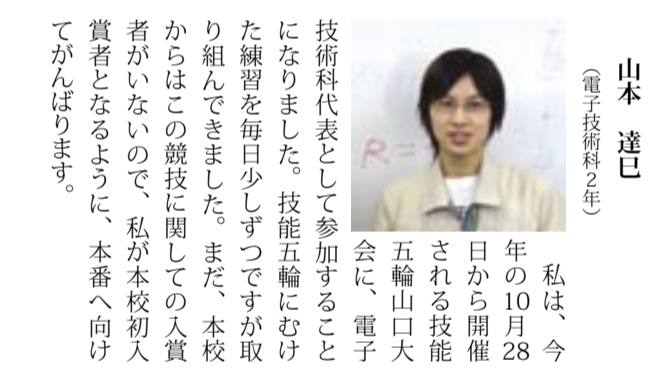 山本　達巳
（電子技術科2年）
私は、今
年の10月28
日から開催
される技能
五輪山口大
会に、電子
技術科代表として参加すること
になりました。技能五輪にむけ
た練習を毎日少しずつですが取
り組んできました。まだ、本校
からはこの競技に関しての入賞
者がいないので、私が本校初入
賞者となるように、本番へ向け
てがんばります。
R=